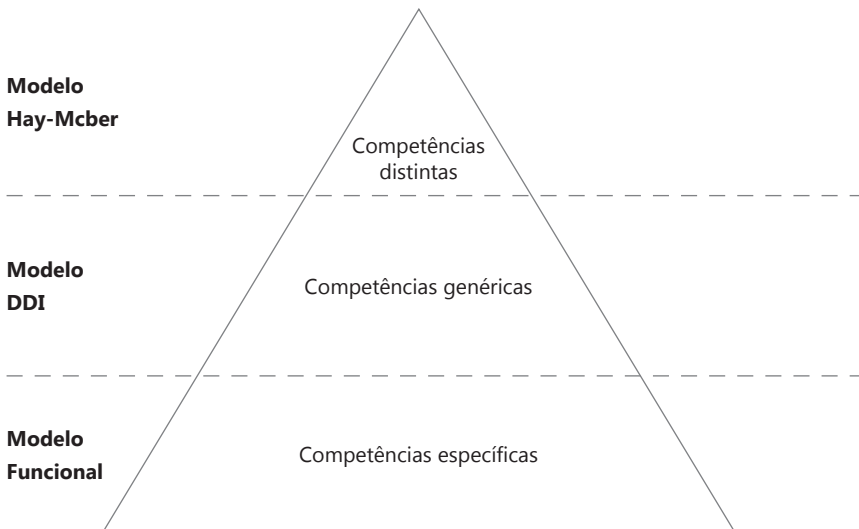 Modelo
Hay-Mcber
Competências
distintas
Modelo
DDI
Competências genéricas
Modelo
Funcional
Competências específicas